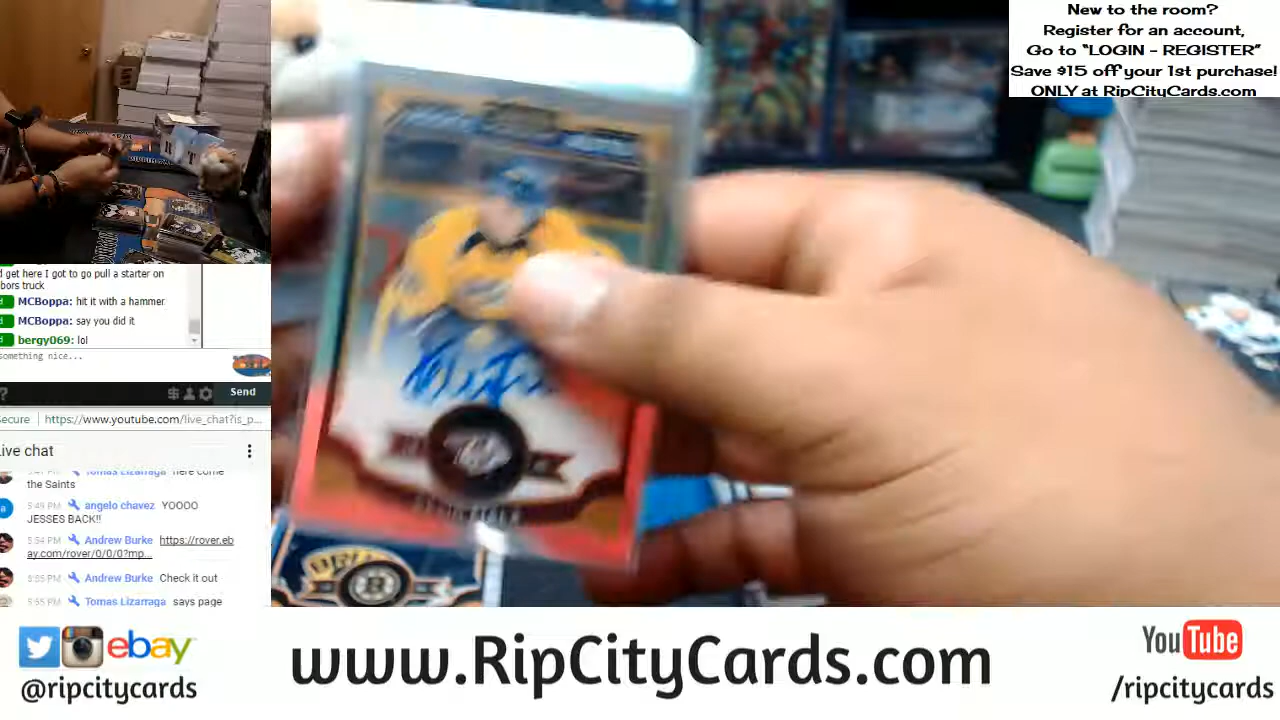 New to the room?
Register for an account,
Go to “LOGIN - REGISTER”
Save $15 off your 1st purchase!
ONLY at RipCityCards.com
d get here I got to go pull a starter on
bors truck
MCBoppa: hit it with a hammer
MCBoppa: say you did it
bergy069: lol
something nice...
Send
ecure https://www.youtube.com/live_chat?is_p...
ive chat
Tomas Lizarraga here come
the Saints
5:49 PM angelo chavez YOOOO
JESSES BACK!!
5:54 PM Andrew Burke https://rover.eb
ay.com/rover/0/0/0?mp...
5:55 PM Andrew Burke Check it out
5:55 PM Tomas Lizarraga says page
B
ebay
@ripcitycards
www.RipCityCards.com
YouTube
/ripcitycards